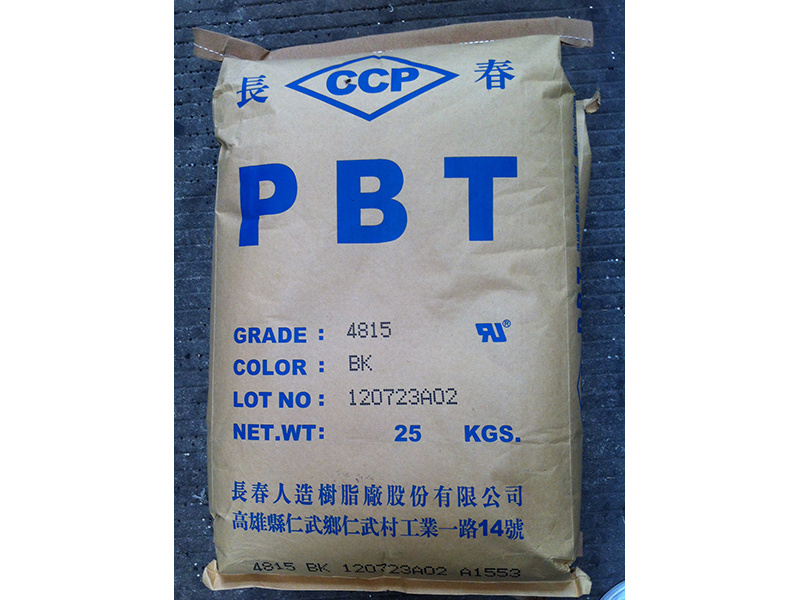 長 CCP 春
PBT
GRADE : 4815
COLOR : BK
LOT NO : 120723A02
NET.WT: 25 KGS.
長春人造樹脂廠股份有限公司
高雄縣仁武鄉仁武村工業一路14號
4815 BK 120723A02 A1553